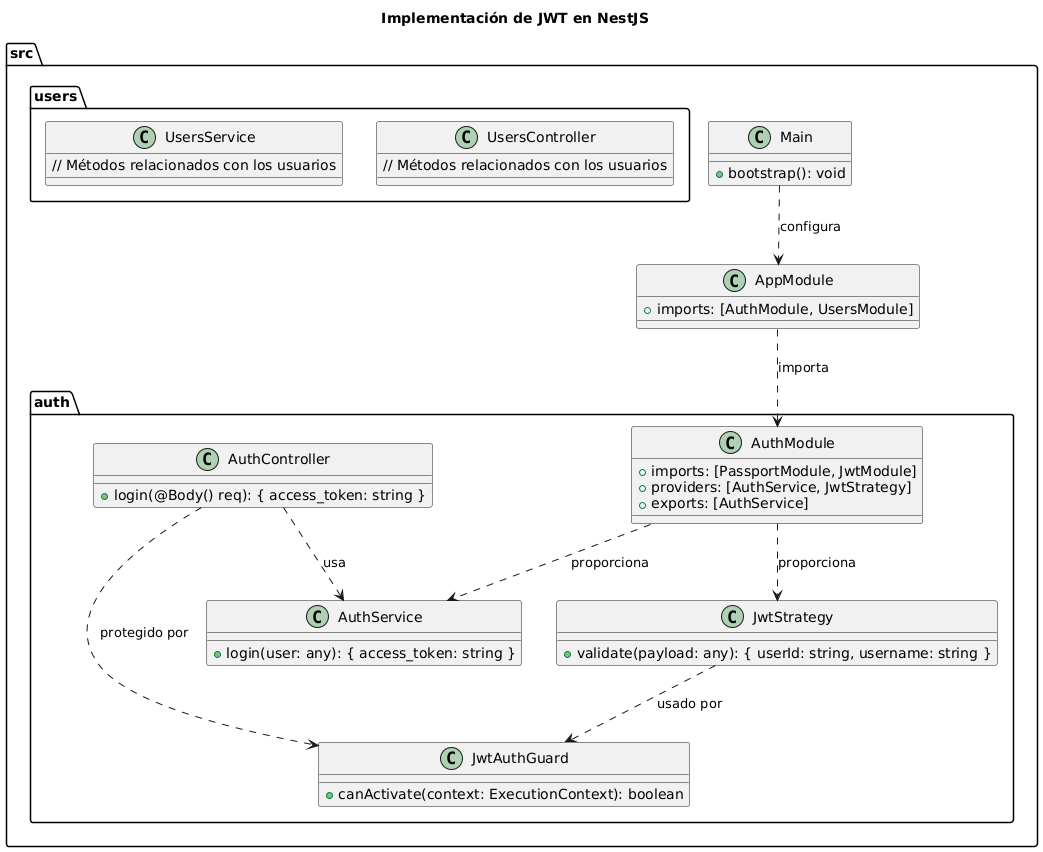 Implementación de JWT en NestJS
src
users
C UsersService
// Métodos relacionados con los usuarios
C UsersController
// Métodos relacionados con los usuarios
C Main
bootstrap(): void
configura
C AppModule
imports: [AuthModule, UsersModule]
importa
auth
C AuthController
login(@Body() req): { access_token: string }
C AuthModule
imports: [PassportModule, JwtModule]
providers: [AuthService, JwtStrategy]
exports: [AuthService]
usa
proporciona
proporciona
protegido por
C AuthService
login(user: any): { access_token: string }
C JwtStrategy
validate(payload: any): { userId: string, username: string }
usado por
C JwtAuthGuard
canActivate(context: ExecutionContext): boolean